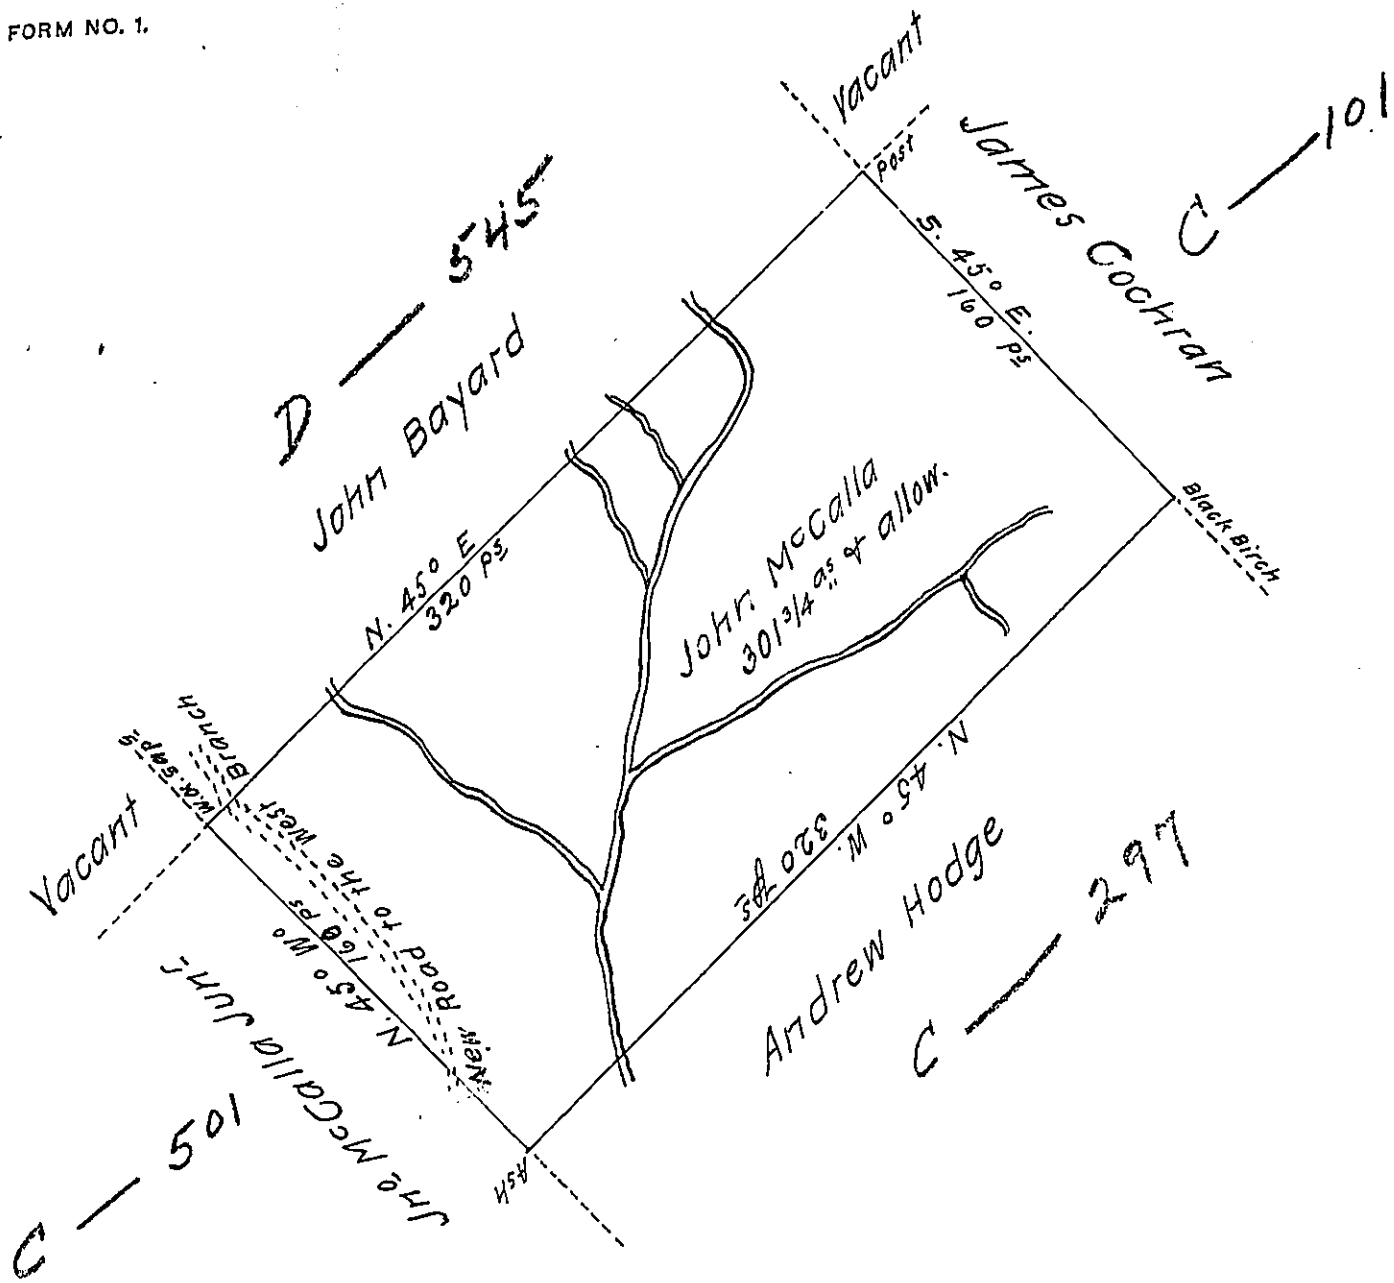 FORM NO. 1.
Vacant
Post
James Cochran
C — 101
D — 545
John Bayard
S. 45° E.
160 ps
N. 45° E
320 ps
John McCalla
301 3/4 as & allow.
Black Birch
Branch
W.O. gaps
Vacant
New Road to the West
N. 45° W°
160 ps
Jno McCalla Junr
C — 501
Ash
N. 45° W.
320 ps
Andrew Hodge
C — 297